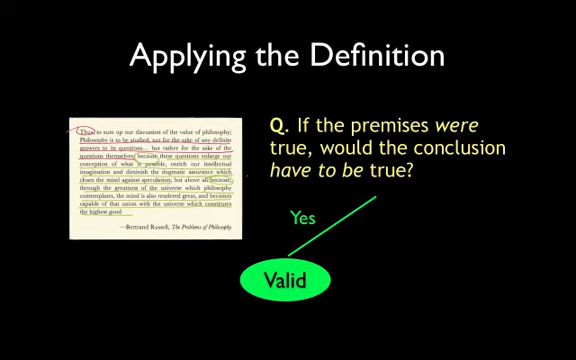 Applying the Definition
Thus to sum up our discussion of the value of philosophy;
Philosophy is to be studied, not for the sake of any definite
answers to its questions... but rather for the sake of the
questions themselves because these questions enlarge our
conception of what is possible, enrich our intellectual
imagination and diminish the dogmatic assurance which
closes the mind against speculation; but above all because,
through the greatness of the universe which philosophy
contemplates, the mind is also rendered great, and becomes
capable of that union with the universe which constitutes
the highest good
—Bertrand Russell, The Problems of Philosophy
Q. If the premises were
true, would the conclusion
have to be true?
Yes
Valid